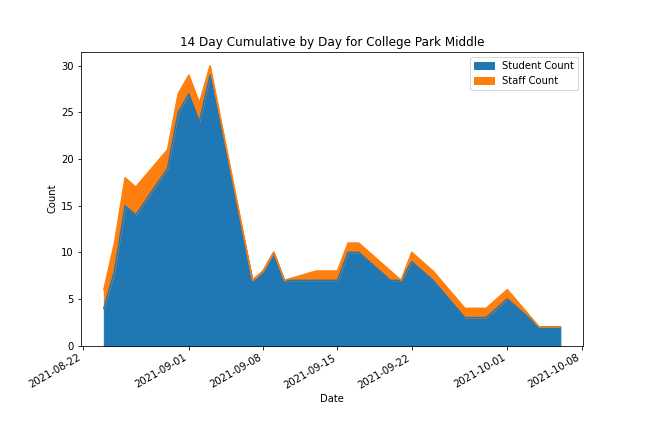 14 Day Cumulative by Day for College Park Middle
Student Count
Staff Count
Count
30
25
20
15
10
5
0
2021-08-22
2021-09-01
2021-09-08
2021-09-15
2021-09-22
2021-10-01
2021-10-08
Date